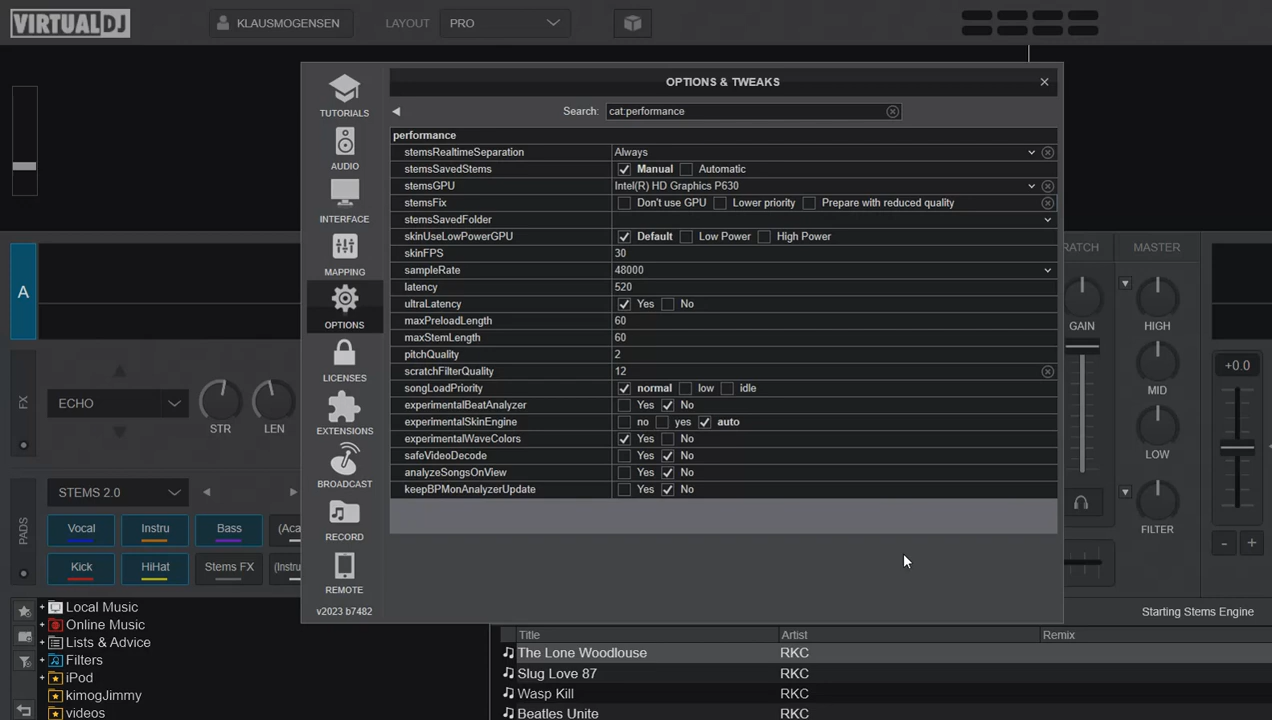 VIRTUALDJ
KLAUSMOGENSEN
LAYOUT
PRO
OPTIONS & TWEAKS
Search: cat:performance
TUTORIALS
AUDIO
INTERFACE
MAPPING
OPTIONS
LICENSES
EXTENSIONS
BROADCAST
RECORD
REMOTE
v2023 b7482
performance
stemsRealtimeSeparation Always
stemsSavedStems Manual Automatic
stemsGPU Intel(R) HD Graphics P630
stemsFix Don't use GPU Lower priority Prepare with reduced quality
stemsSavedFolder
skinUseLowPowerGPU Default Low Power High Power
skinFPS 30
sampleRate 48000
latency 520
ultraLatency Yes No
maxPreloadLength 60
maxStemLength 60
pitchQuality 2
scratchFilterQuality 12
songLoadPriority normal low idle
experimentalBeatAnalyzer Yes No
experimentalSkinEngine no yes auto
experimentalWaveColors Yes No
safeVideoDecode Yes No
analyzeSongsOnView Yes No
keepBPMonAnalyzerUpdate Yes No
A
FX
ECHO
STR LEN
PADS
STEMS 2.0
Vocal Instru Bass (Aca
Kick HiHat Stems FX (Instru
RATCH MASTER
GAIN HIGH
MID
LOW
FILTER
+0.0
- +
Starting Stems Engine
Local Music
Online Music
Lists & Advice
Filters
iPod
kimogJimmy
videos
Title Artist Remix
The Lone Woodlouse RKC
Slug Love 87 RKC
Wasp Kill RKC
Beatles Unite RKC